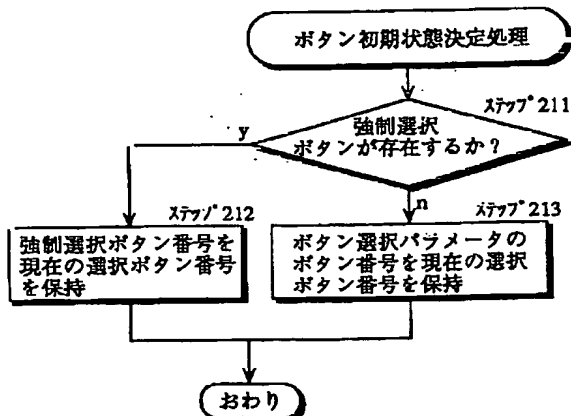 ボタン初期状態決定処理
ステップ211
強制選択
ボタンが存在するか？
y
n
ステップ212
強制選択ボタン番号を
現在の選択ボタン番号
を保持
ステップ213
ボタン選択パラメータの
ボタン番号を現在の選択
ボタン番号を保持
おわり